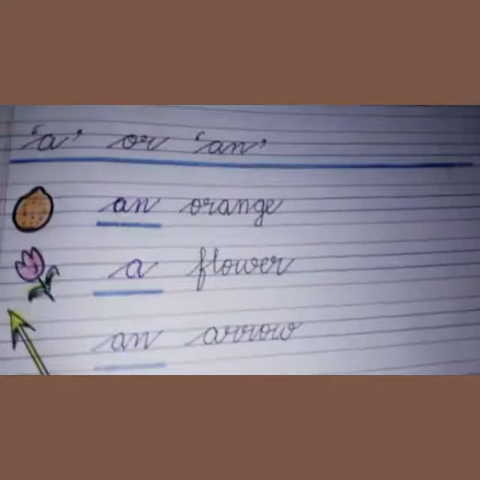 'a' or 'an'
an orange
a flower
an arrow